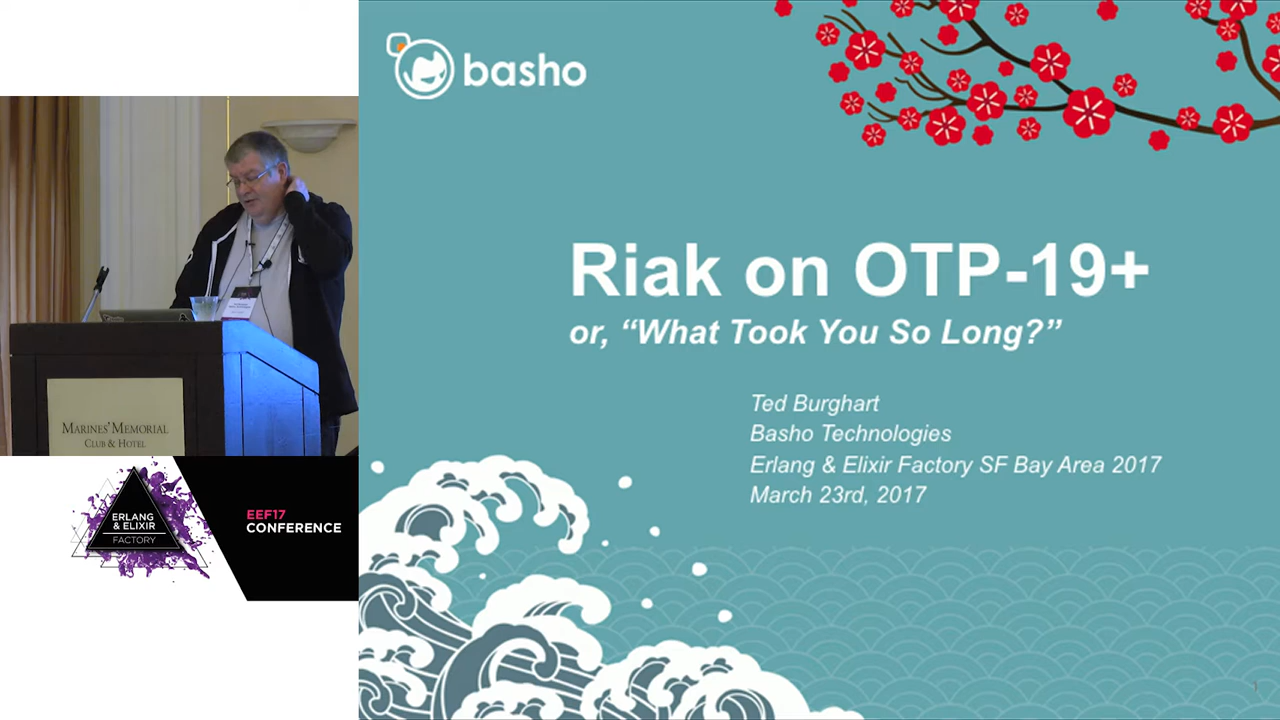 basho
Riak on OTP-19+
or, “What Took You So Long?”
Ted Burghart
Basho Technologies
Erlang & Elixir Factory SF Bay Area 2017
March 23rd, 2017
1
MARINES' MEMORIAL
CLUB & HOTEL
ERLANG
& ELIXIR
FACTORY
EEF17
CONFERENCE